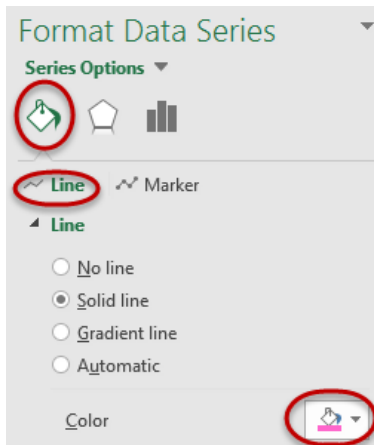 Format Data Series
Series Options
Line Marker
Line
No line
Solid line
Gradient line
Automatic
Color